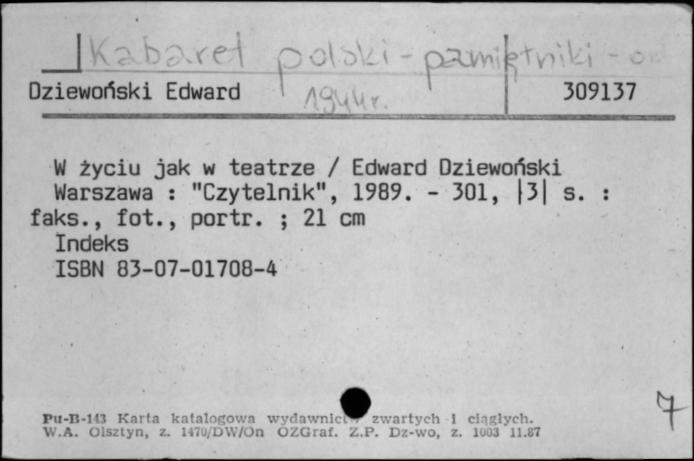 Kabaret polski - pamiętniki - od
1944r.
Dziewoński Edward 309137
W życiu jak w teatrze / Edward Dziewoński
Warszawa : "Czytelnik", 1989. - 301, |3| s. :
faks., fot., portr. ; 21 cm
Indeks
ISBN 83-07-01708-4
7
Pu-B-143 Karta katalogowa wydawnictw zwartych i ciągłych.
W.A. Olsztyn, z. 1470/DW/On OZGraf. Z.P. Dz-wo, z. 1003 11.87